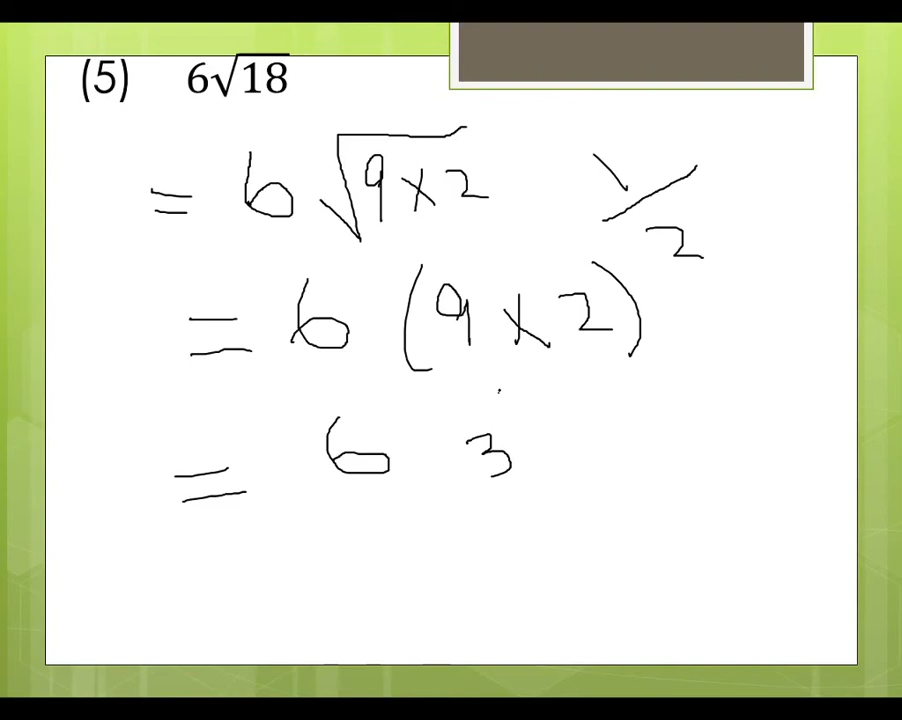 (5) 6√18
= 6 √9×2
= 6 (9×2) 1/2
= 6 3